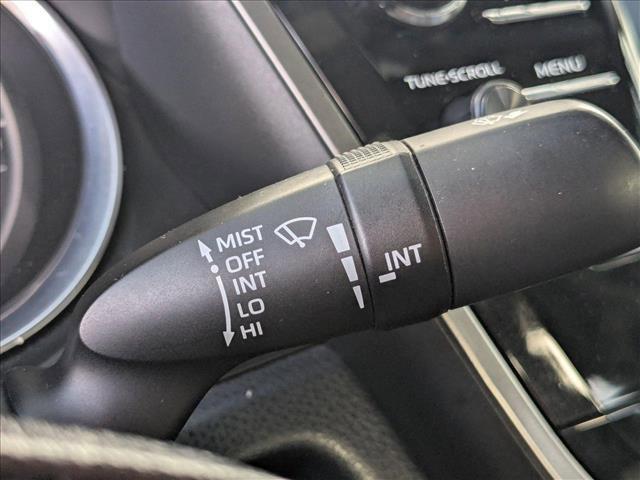 TUNE·SCROLL
MENU
MIST
OFF
INT
LO
HI
INT